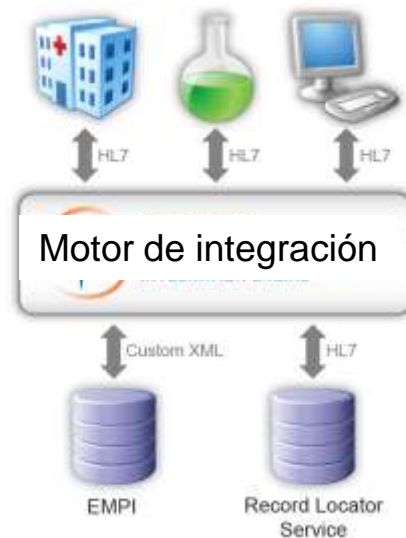 HL7 HL7 HL7
Motor de integración
Custom XML HL7
EMPI Record Locator
Service